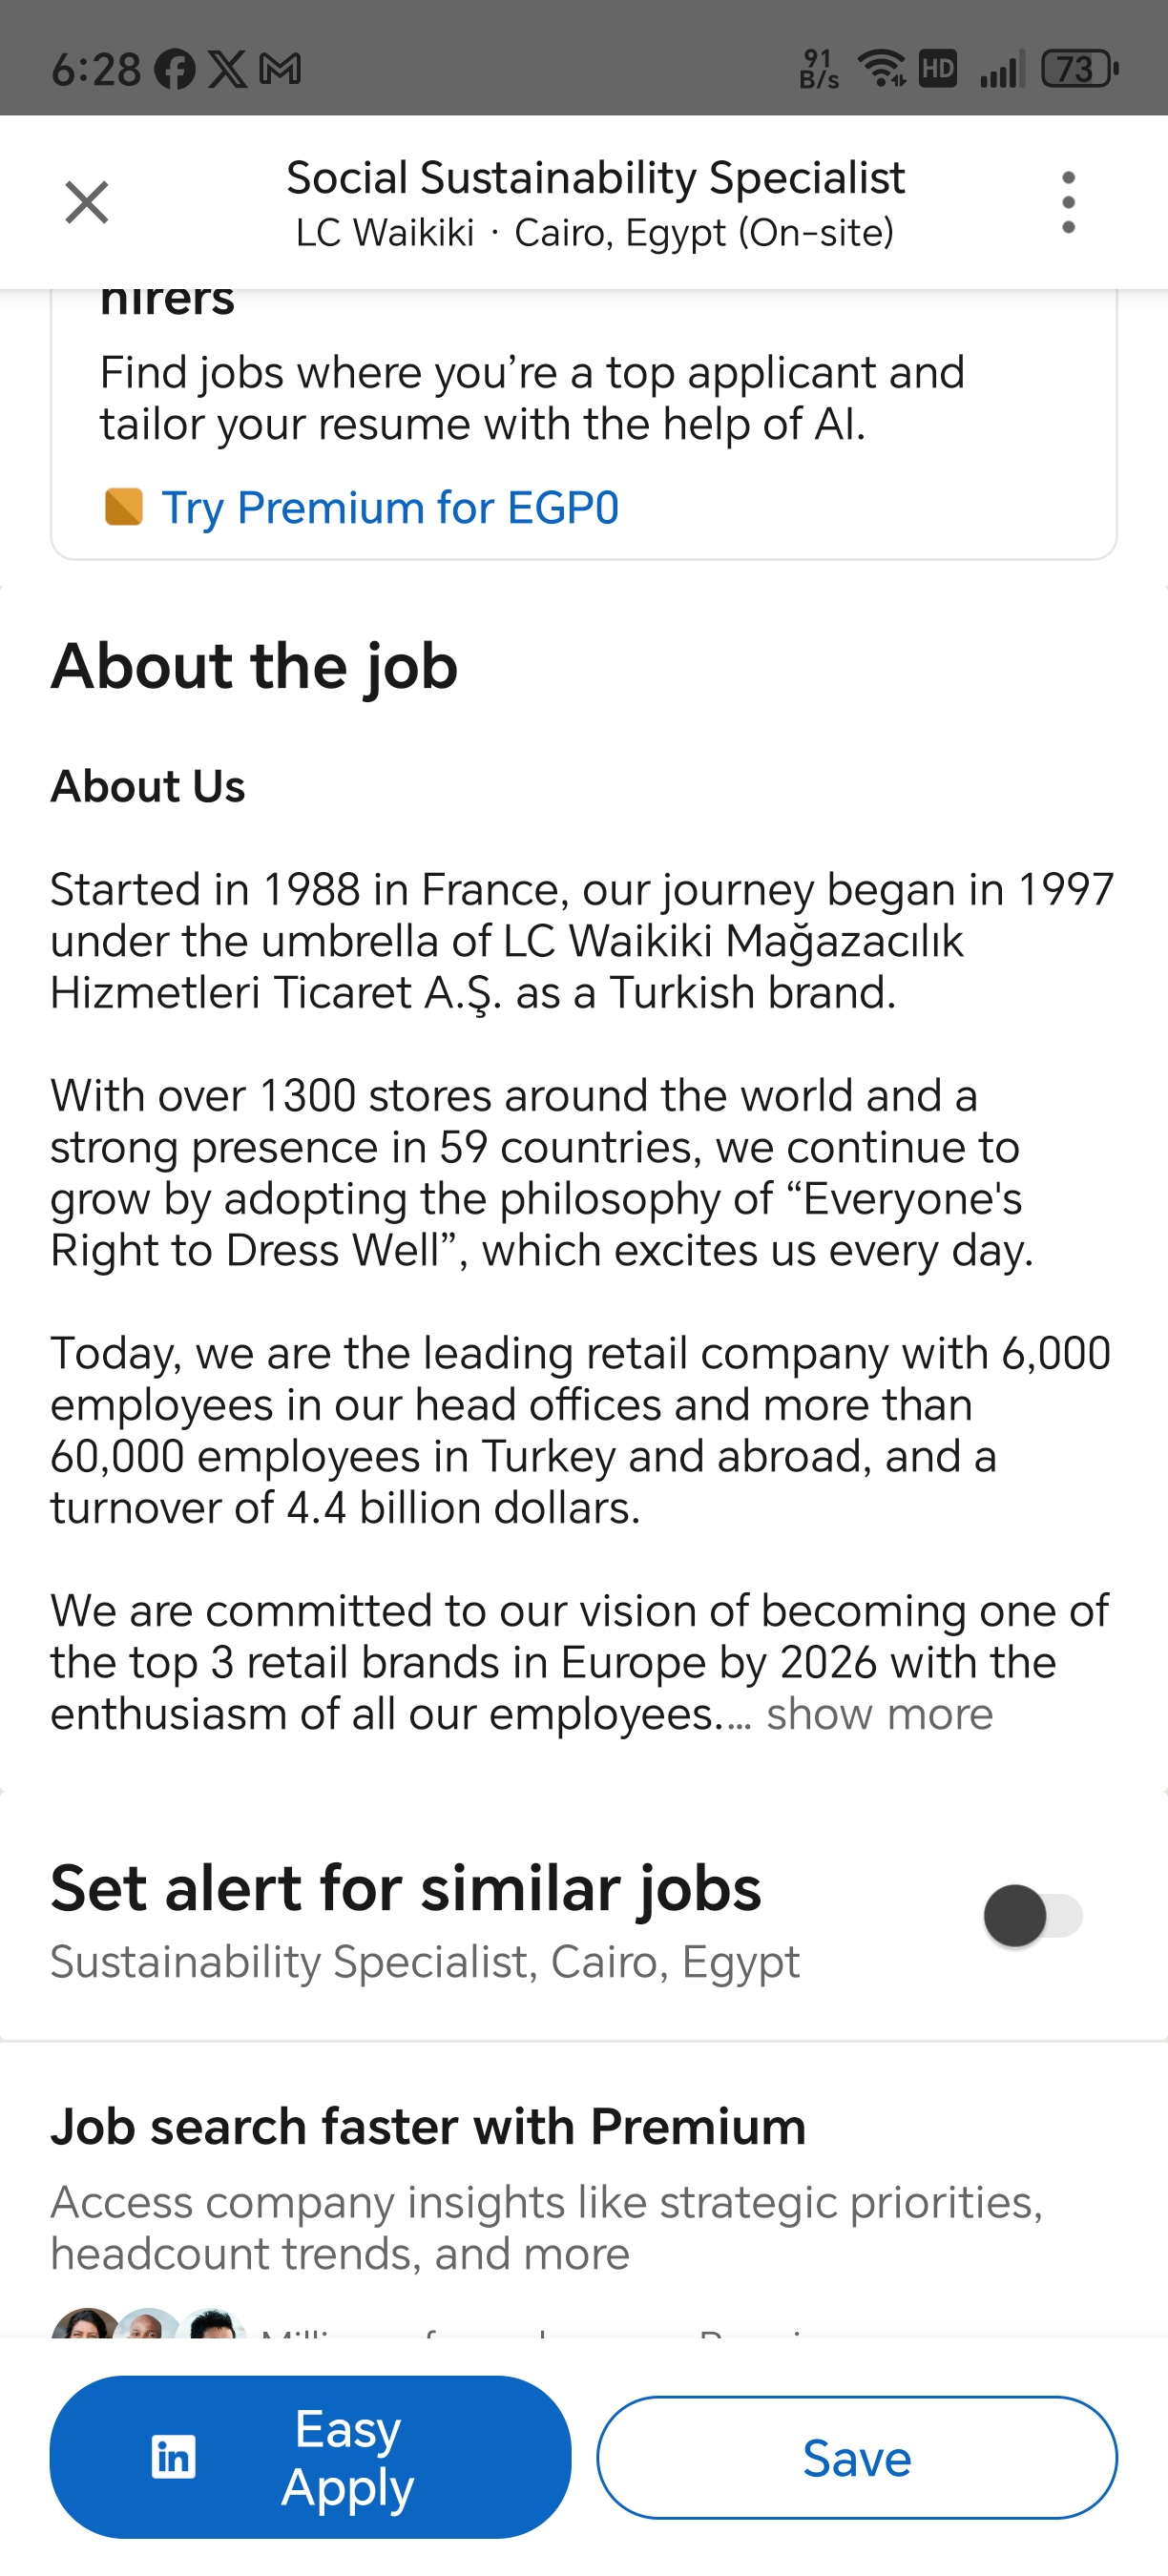 6:28
91
B/s
HD
73
Social Sustainability Specialist
LC Waikiki · Cairo, Egypt (On-site)
hirers
Find jobs where you’re a top applicant and
tailor your resume with the help of AI.
Try Premium for EGP0
About the job
About Us
Started in 1988 in France, our journey began in 1997
under the umbrella of LC Waikiki Mağazacılık
Hizmetleri Ticaret A.Ş. as a Turkish brand.
With over 1300 stores around the world and a
strong presence in 59 countries, we continue to
grow by adopting the philosophy of “Everyone's
Right to Dress Well”, which excites us every day.
Today, we are the leading retail company with 6,000
employees in our head offices and more than
60,000 employees in Turkey and abroad, and a
turnover of 4.4 billion dollars.
We are committed to our vision of becoming one of
the top 3 retail brands in Europe by 2026 with the
enthusiasm of all our employees.… show more
Set alert for similar jobs
Sustainability Specialist, Cairo, Egypt
Job search faster with Premium
Access company insights like strategic priorities,
headcount trends, and more
in
Easy
Apply
Save